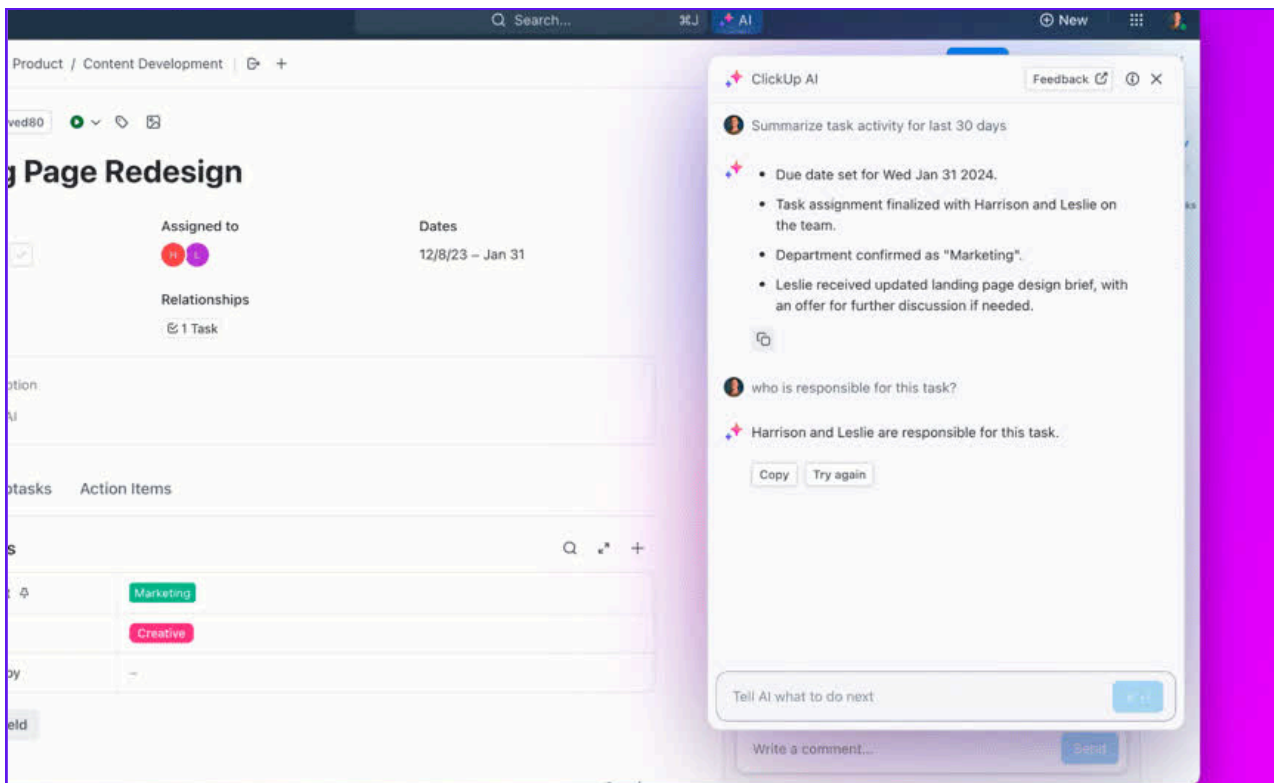 Search...
⌘J
AI
New
Product / Content Development
ved80
g Page Redesign
Assigned to
Dates
H L
12/8/23 – Jan 31
Relationships
1 Task
ption
AI
otasks
Action Items
s
Marketing
Creative
by
–
eld
ClickUp AI
Feedback
Summarize task activity for last 30 days
• Due date set for Wed Jan 31 2024.
• Task assignment finalized with Harrison and Leslie on
the team.
• Department confirmed as "Marketing".
• Leslie received updated landing page design brief, with
an offer for further discussion if needed.
who is responsible for this task?
Harrison and Leslie are responsible for this task.
Copy
Try again
Tell AI what to do next
Write a comment...
Send